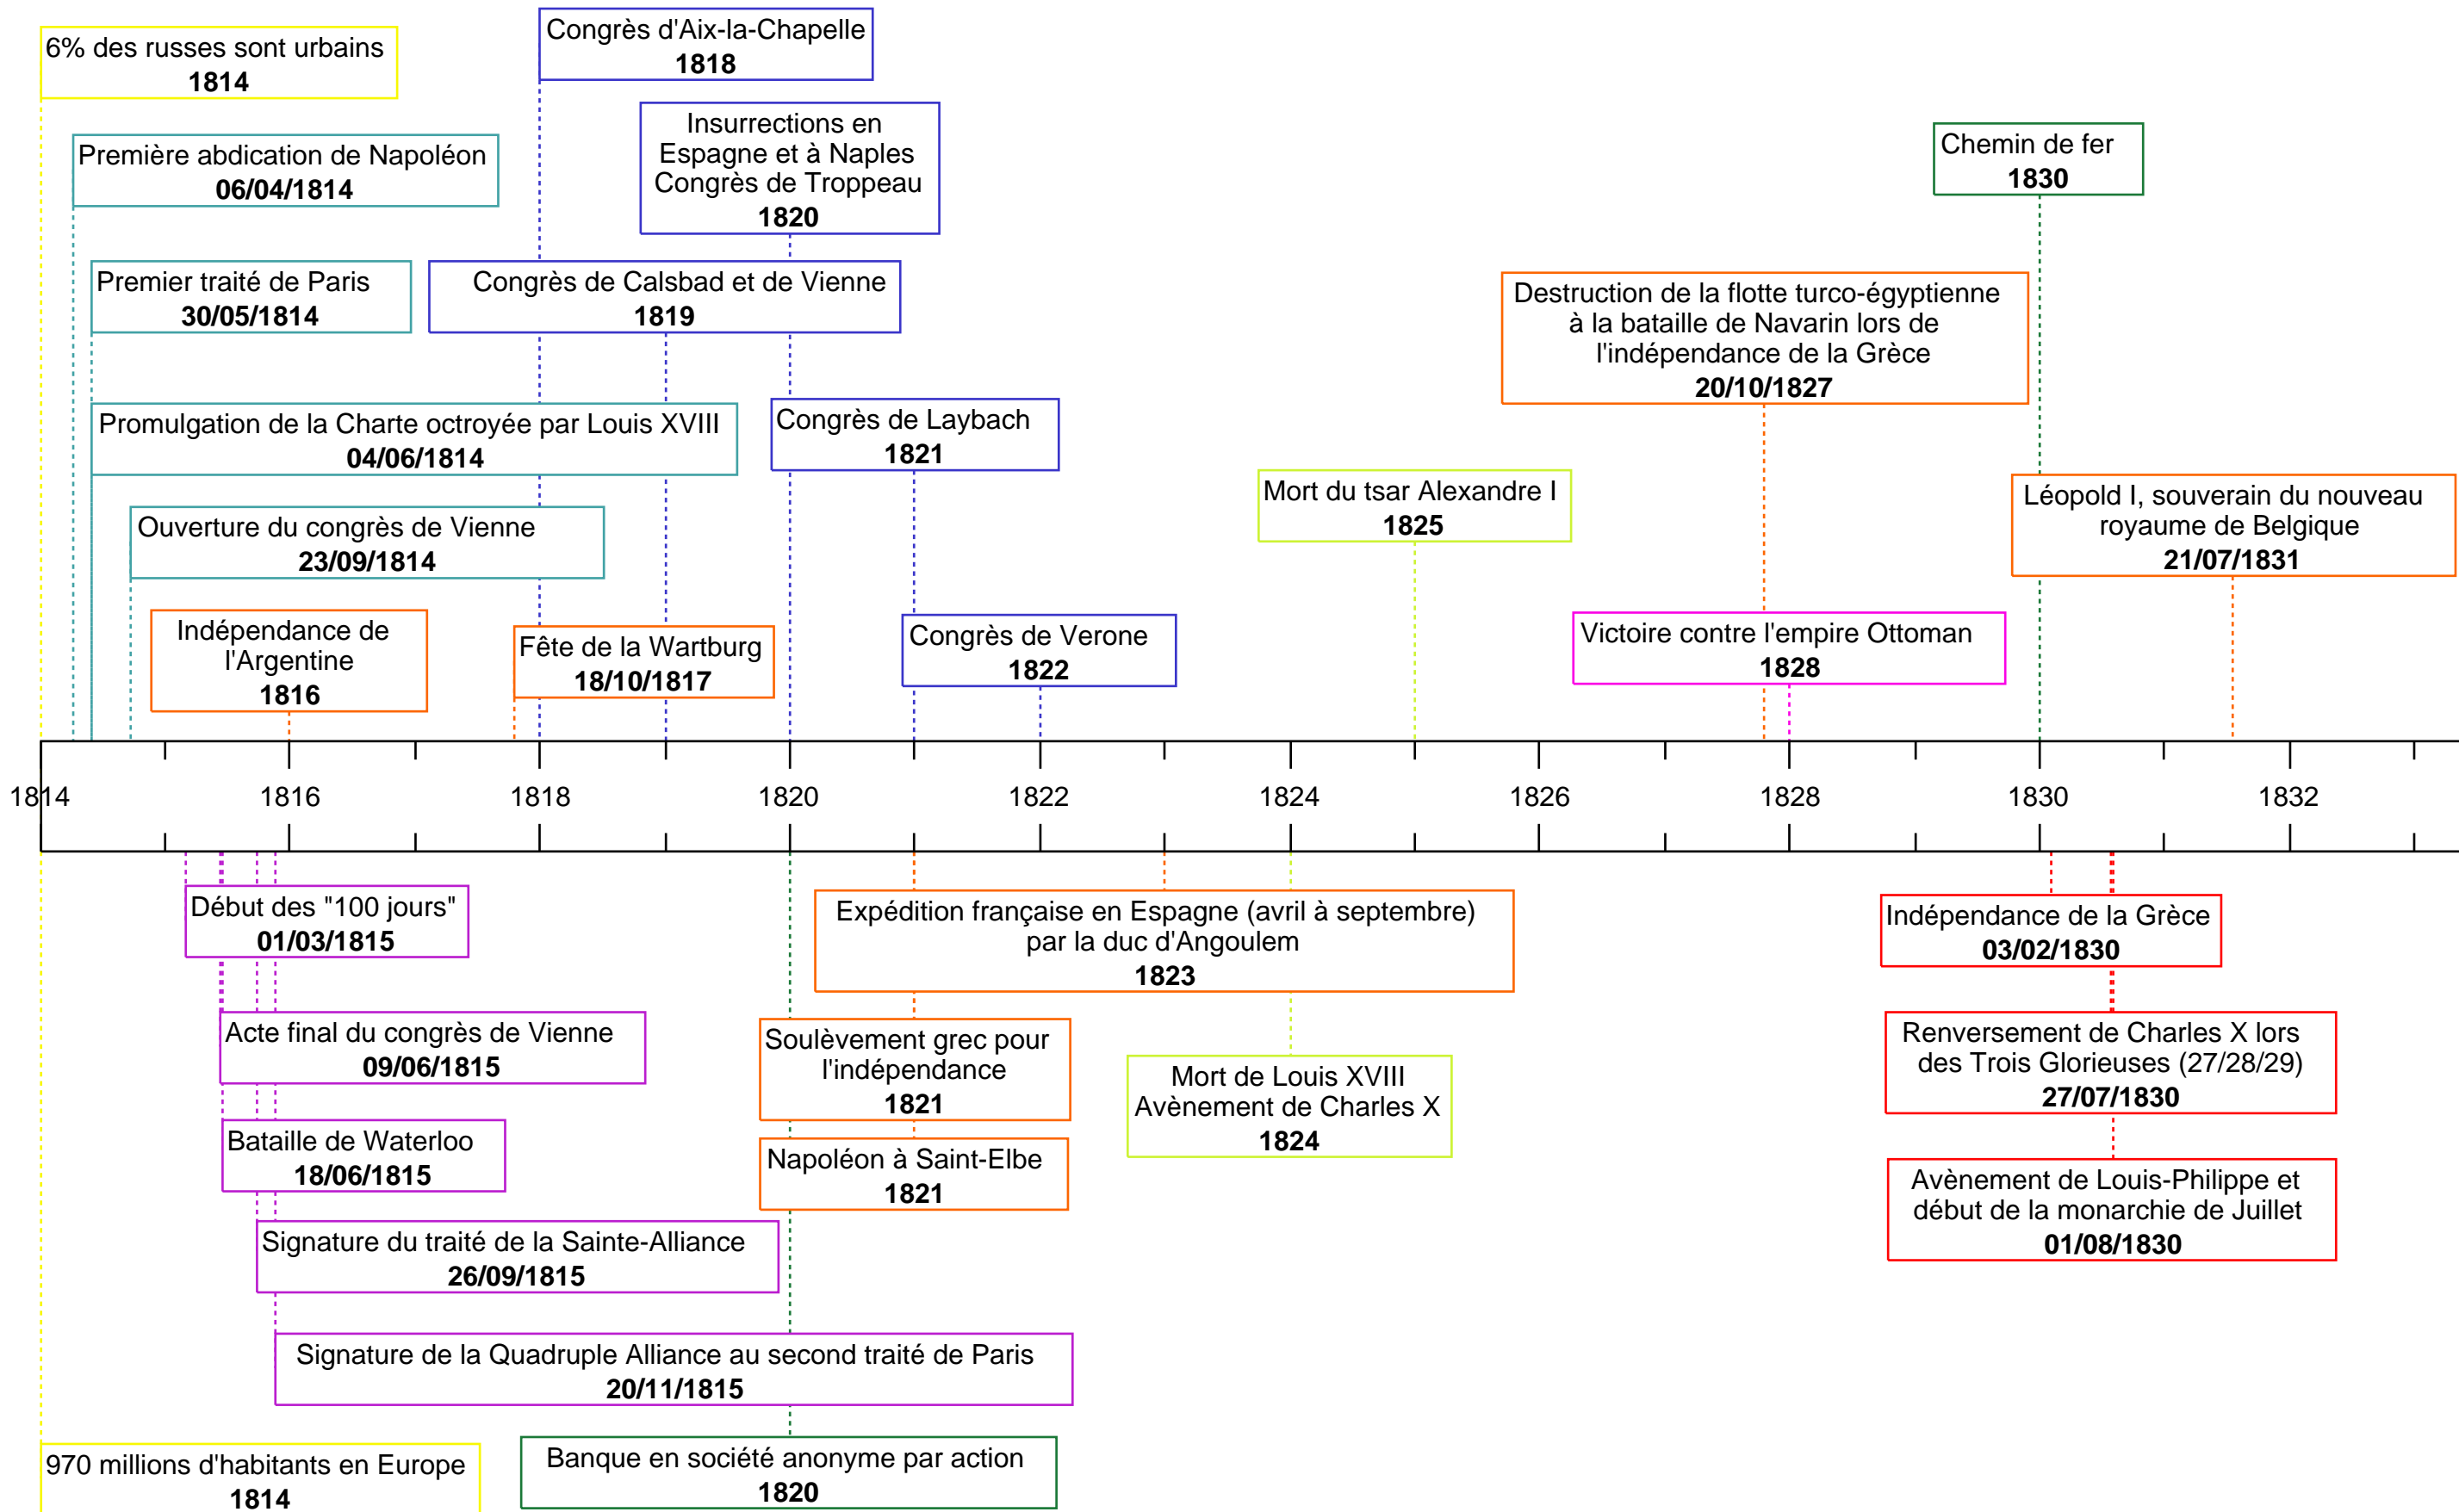 6% des russes sont urbains
1814
Congrès d'Aix-la-Chapelle
1818
Première abdication de Napoléon
06/04/1814
Insurrections en
Espagne et à Naples
Congrès de Troppeau
1820
Chemin de fer
1830
Premier traité de Paris
30/05/1814
Congrès de Calsbad et de Vienne
1819
Destruction de la flotte turco-égyptienne
à la bataille de Navarin lors de
l'indépendance de la Grèce
20/10/1827
Promulgation de la Charte octroyée par Louis XVIII
04/06/1814
Congrès de Laybach
1821
Mort du tsar Alexandre I
1825
Léopold I, souverain du nouveau
royaume de Belgique
21/07/1831
Ouverture du congrès de Vienne
23/09/1814
Indépendance de
l'Argentine
1816
Fête de la Wartburg
18/10/1817
Congrès de Verone
1822
Victoire contre l'empire Ottoman
1828
1814
1816
1818
1820
1822
1824
1826
1828
1830
1832
Début des "100 jours"
01/03/1815
Expédition française en Espagne (avril à septembre)
par la duc d'Angoulem
1823
Indépendance de la Grèce
03/02/1830
Acte final du congrès de Vienne
09/06/1815
Soulèvement grec pour
l'indépendance
1821
Mort de Louis XVIII
Avènement de Charles X
1824
Renversement de Charles X lors
des Trois Glorieuses (27/28/29)
27/07/1830
Bataille de Waterloo
18/06/1815
Napoléon à Saint-Elbe
1821
Avènement de Louis-Philippe et
début de la monarchie de Juillet
01/08/1830
Signature du traité de la Sainte-Alliance
26/09/1815
Signature de la Quadruple Alliance au second traité de Paris
20/11/1815
970 millions d'habitants en Europe
1814
Banque en société anonyme par action
1820